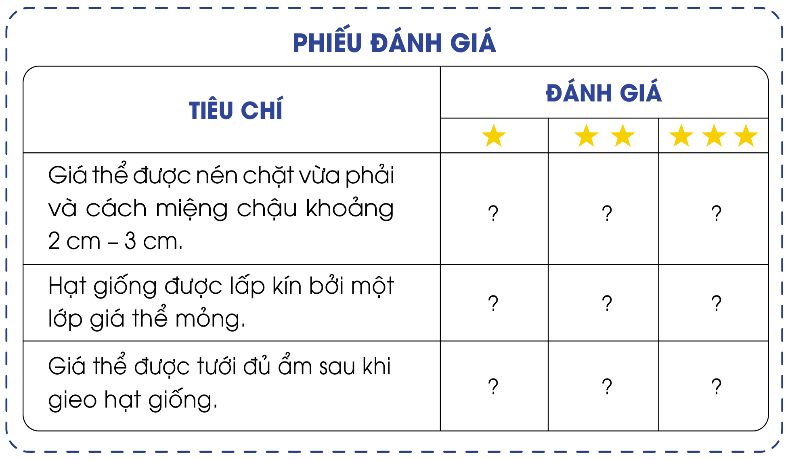 PHIẾU ĐÁNH GIÁ
TIÊU CHÍ
ĐÁNH GIÁ
Giá thể được nén chặt vừa phải
và cách miệng chậu khoảng
2 cm – 3 cm.
? ? ?
Hạt giống được lấp kín bởi một
lớp giá thể mỏng.
? ? ?
Giá thể được tưới đủ ẩm sau khi
gieo hạt giống.
? ? ?